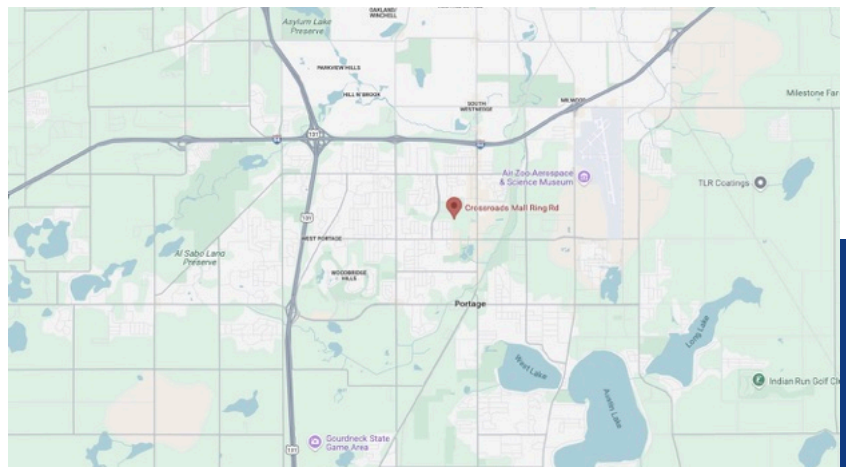 OAKLAND/
WINCHELL
Asylum Lake
Preserve
PARKVIEW HILLS
HILL N' BROOK
SOUTH
WESTNEDGE
MILWOOD
Milestone Far
131
94
94
Air Zoo Aerospace
& Science Museum
TLR Coatings
Crossroads Mall Ring Rd
131
WEST PORTAGE
Al Sabo Land
Preserve
WOODBRIDGE
HILLS
Portage
Long Lake
West Lake
Austin Lake
Indian Run Golf Clu
Gourdneck State
Game Area
131